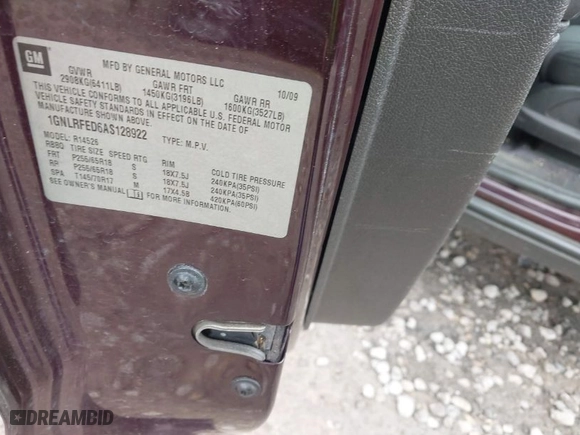 GM
MFD BY GENERAL MOTORS LLC 10/09
GVWR GAWR FRT GAWR RR
2908KG(6411LB) 1450KG(3196LB) 1600KG(3527LB)
THIS VEHICLE CONFORMS TO ALL APPLICABLE U.S. FEDERAL MOTOR
VEHICLE SAFETY STANDARDS IN EFFECT ON THE DATE OF
MANUFACTURE SHOWN ABOVE.
1GNLRFED6AS128922 TYPE: M.P.V.
MODEL: R14526
TIRE SIZE SPEED RTG RIM COLD TIRE PRESSURE
FRT P255/65R18 S 18X7.5J 240KPA(35PSI)
P255/65R18 S 18X7.5J 240KPA(35PSI)
SPA T145/70R17 M 17X4.5B 420KPA(60PSI)
SEE OWNER'S MANUAL i FOR MORE INFORMATION.
DREAMBID